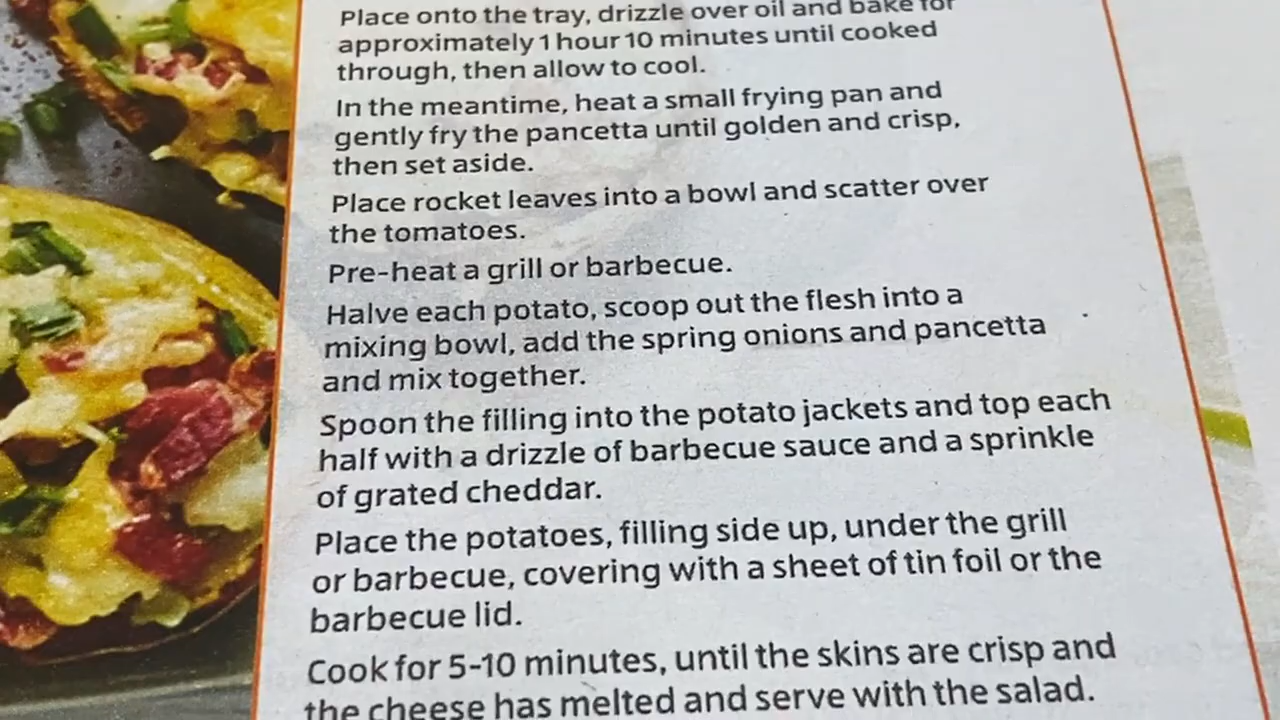 Place onto the tray, drizzle over oil and bake for
approximately 1 hour 10 minutes until cooked
through, then allow to cool.
In the meantime, heat a small frying pan and
gently fry the pancetta until golden and crisp,
then set aside.
Place rocket leaves into a bowl and scatter over
the tomatoes.
Pre-heat a grill or barbecue.
Halve each potato, scoop out the flesh into a
mixing bowl, add the spring onions and pancetta
and mix together.
Spoon the filling into the potato jackets and top each
half with a drizzle of barbecue sauce and a sprinkle
of grated cheddar.
Place the potatoes, filling side up, under the grill
or barbecue, covering with a sheet of tin foil or the
barbecue lid.
Cook for 5-10 minutes, until the skins are crisp and
the cheese has melted and serve with the salad.